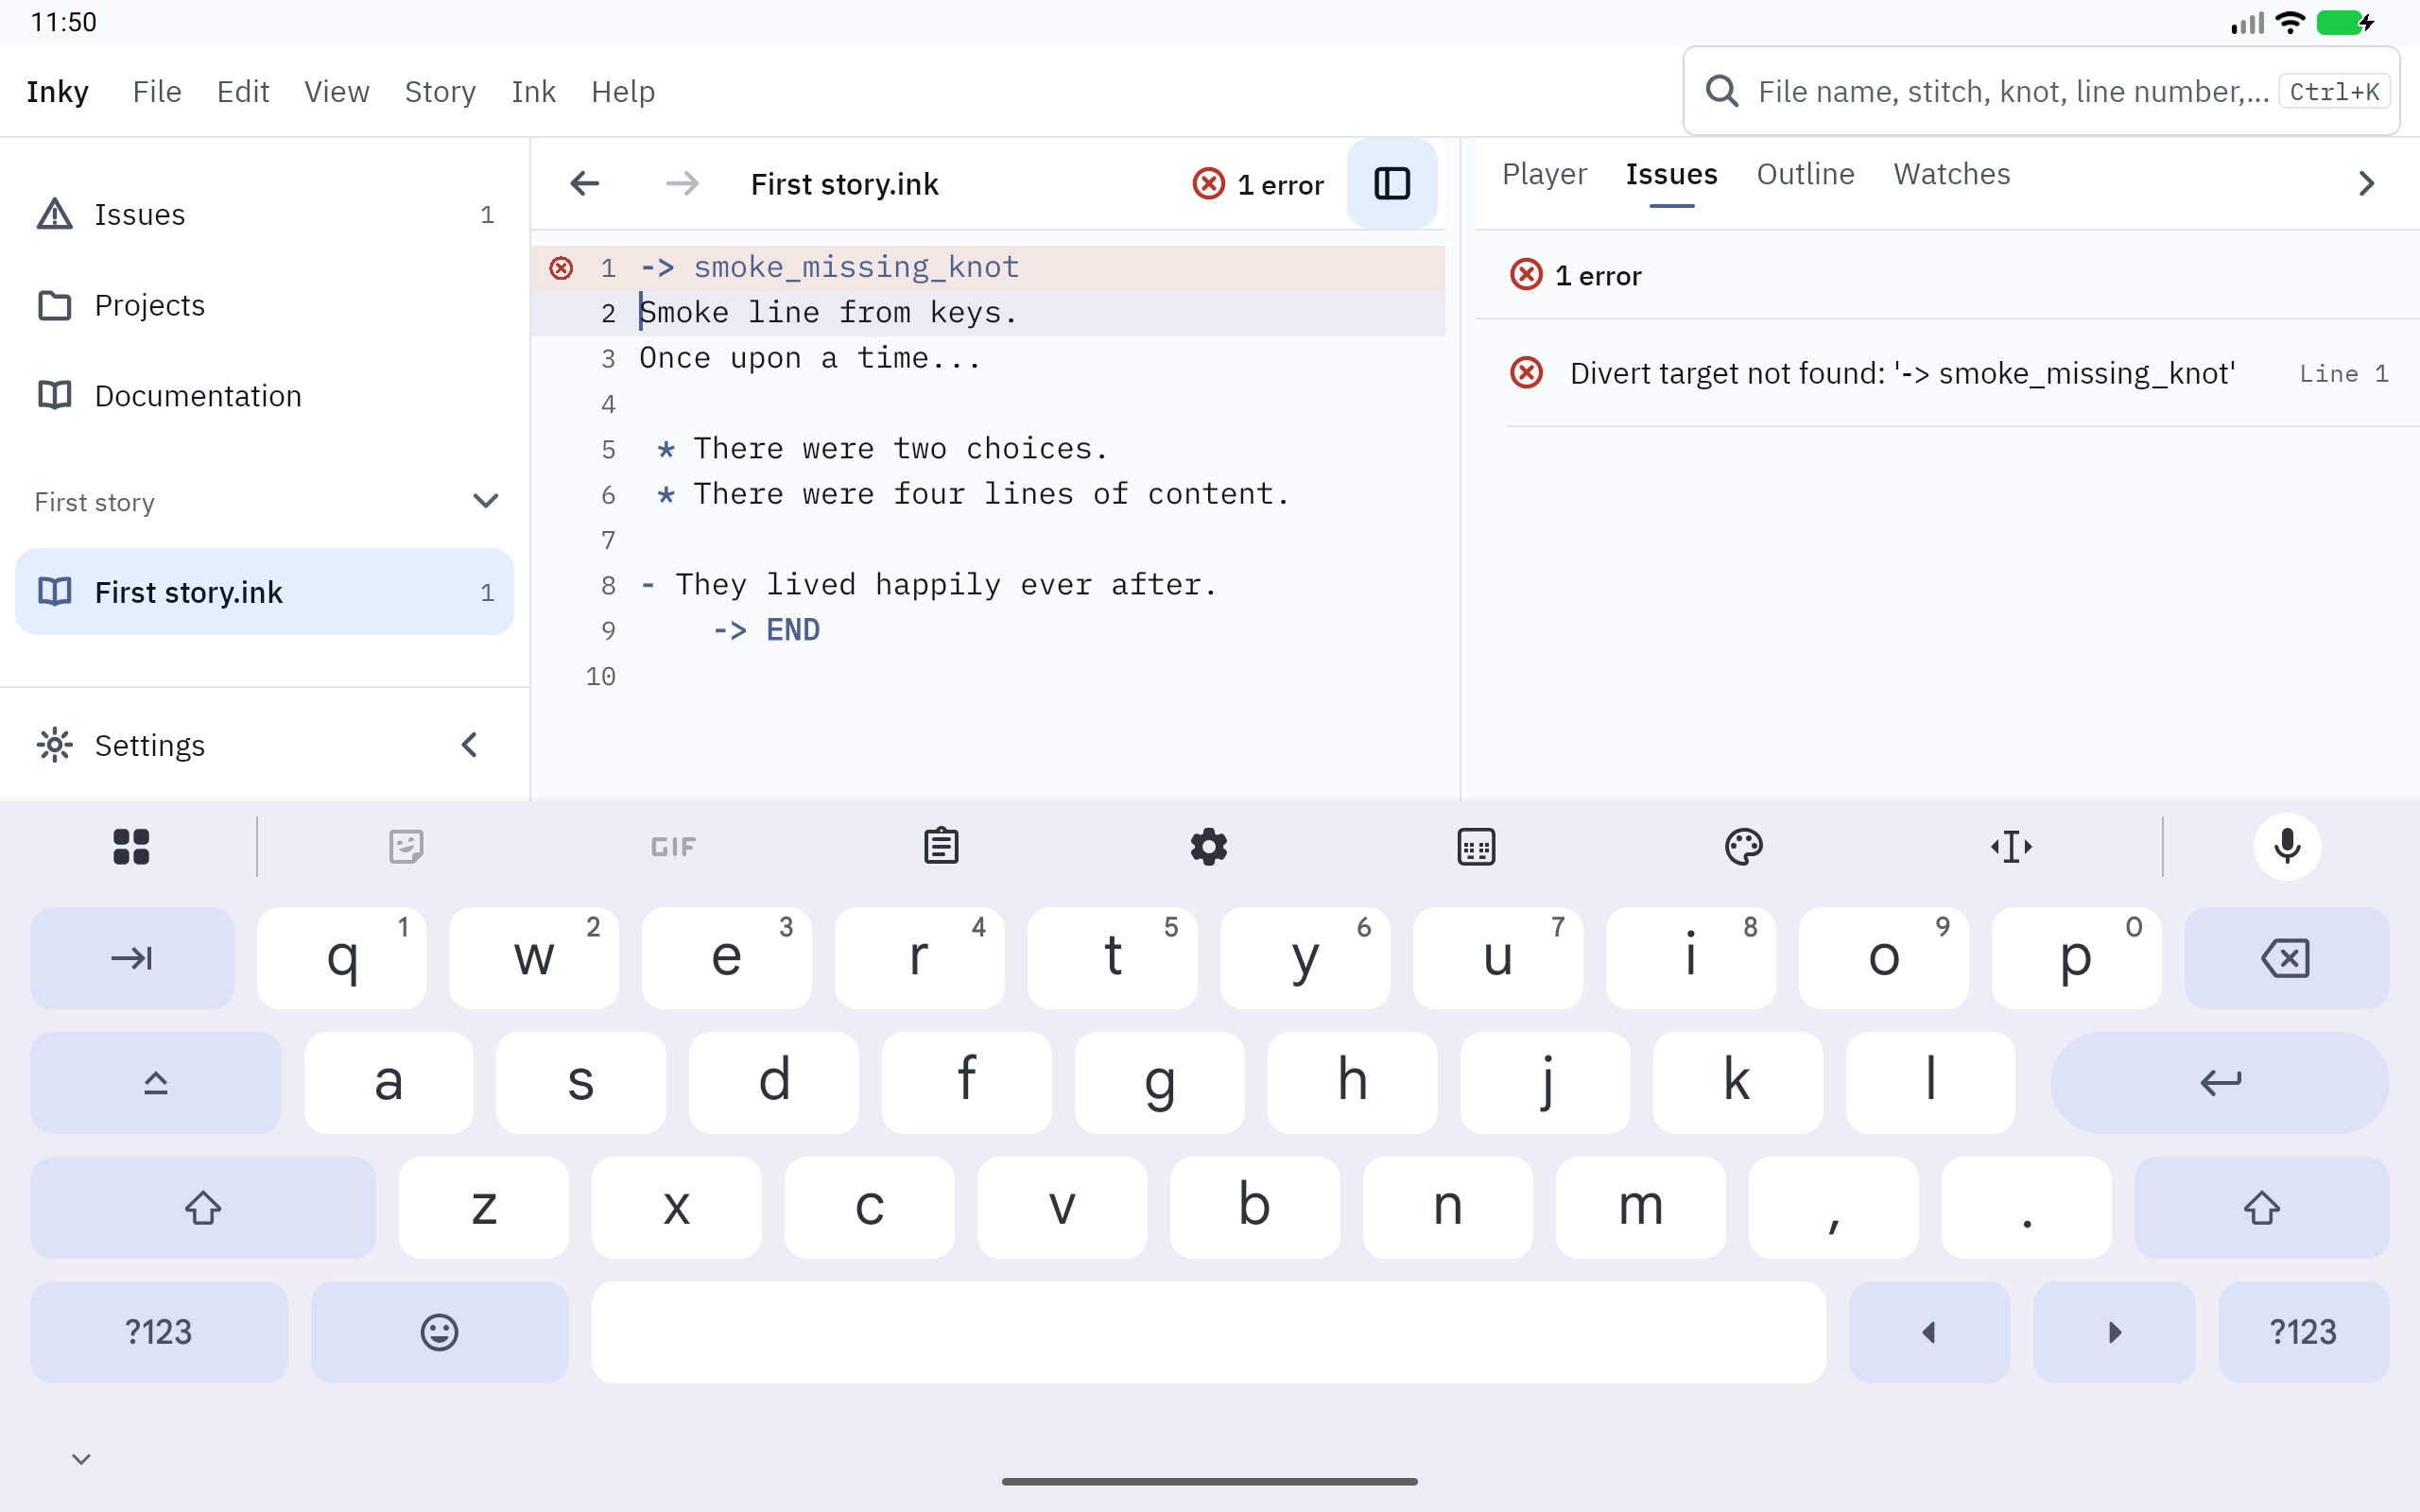 11:50
Inky File Edit View Story Ink Help
File name, stitch, knot, line number,... Ctrl+K
Issues 1
Projects
Documentation
First story
First story.ink 1
Settings
First story.ink 1 error
1 -> smoke_missing_knot
2 Smoke line from keys.
3 Once upon a time...
4
5 * There were two choices.
6 * There were four lines of content.
7
8 - They lived happily ever after.
9 -> END
10
Player Issues Outline Watches
1 error
Divert target not found: '-> smoke_missing_knot' Line 1
GIF
q 1 w 2 e 3 r 4 t 5 y 6 u 7 i 8 o 9 p 0
a s d f g h j k l
z x c v b n m , .
?123 ?123